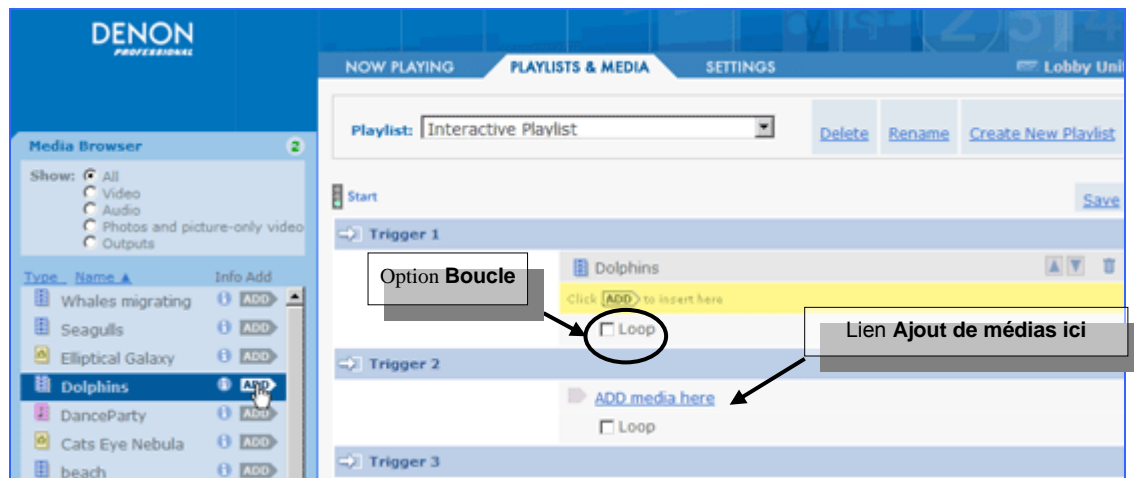 DENON
PROFESSIONAL
NOW PLAYING PLAYLISTS & MEDIA SETTINGS Lobby Unit
Playlist: Interactive Playlist Delete Rename Create New Playlist
Media Browser 2
Show: All
Video
Audio
Photos and picture-only video
Outputs
Type Name Info Add
Whales migrating ADD
Seagulls ADD
Elliptical Galaxy ADD
Dolphins ADD
DanceParty ADD
Cats Eye Nebula ADD
beach ADD
Start Save
Trigger 1
Dolphins
Click ADD to insert here
Loop
Option Boucle
Trigger 2
Lien Ajout de médias ici
ADD media here
Loop
Trigger 3